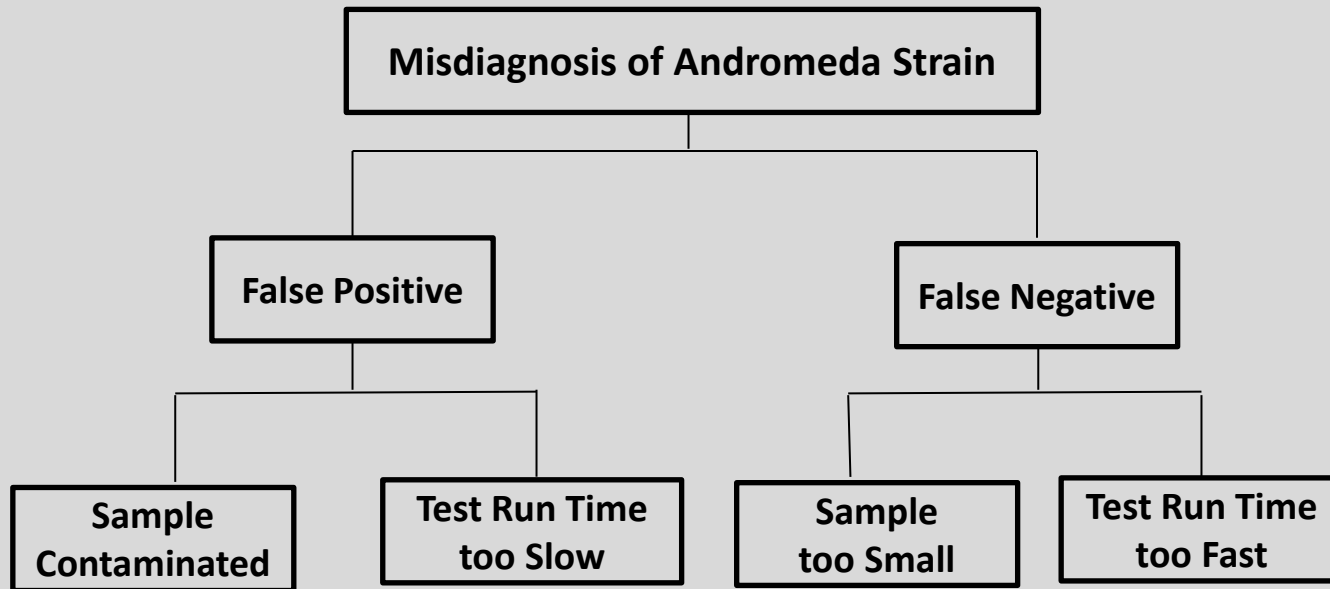 Misdiagnosis of Andromeda Strain
False Positive
False Negative
Sample
Contaminated
Test Run Time
too Slow
Sample
too Small
Test Run Time
too Fast